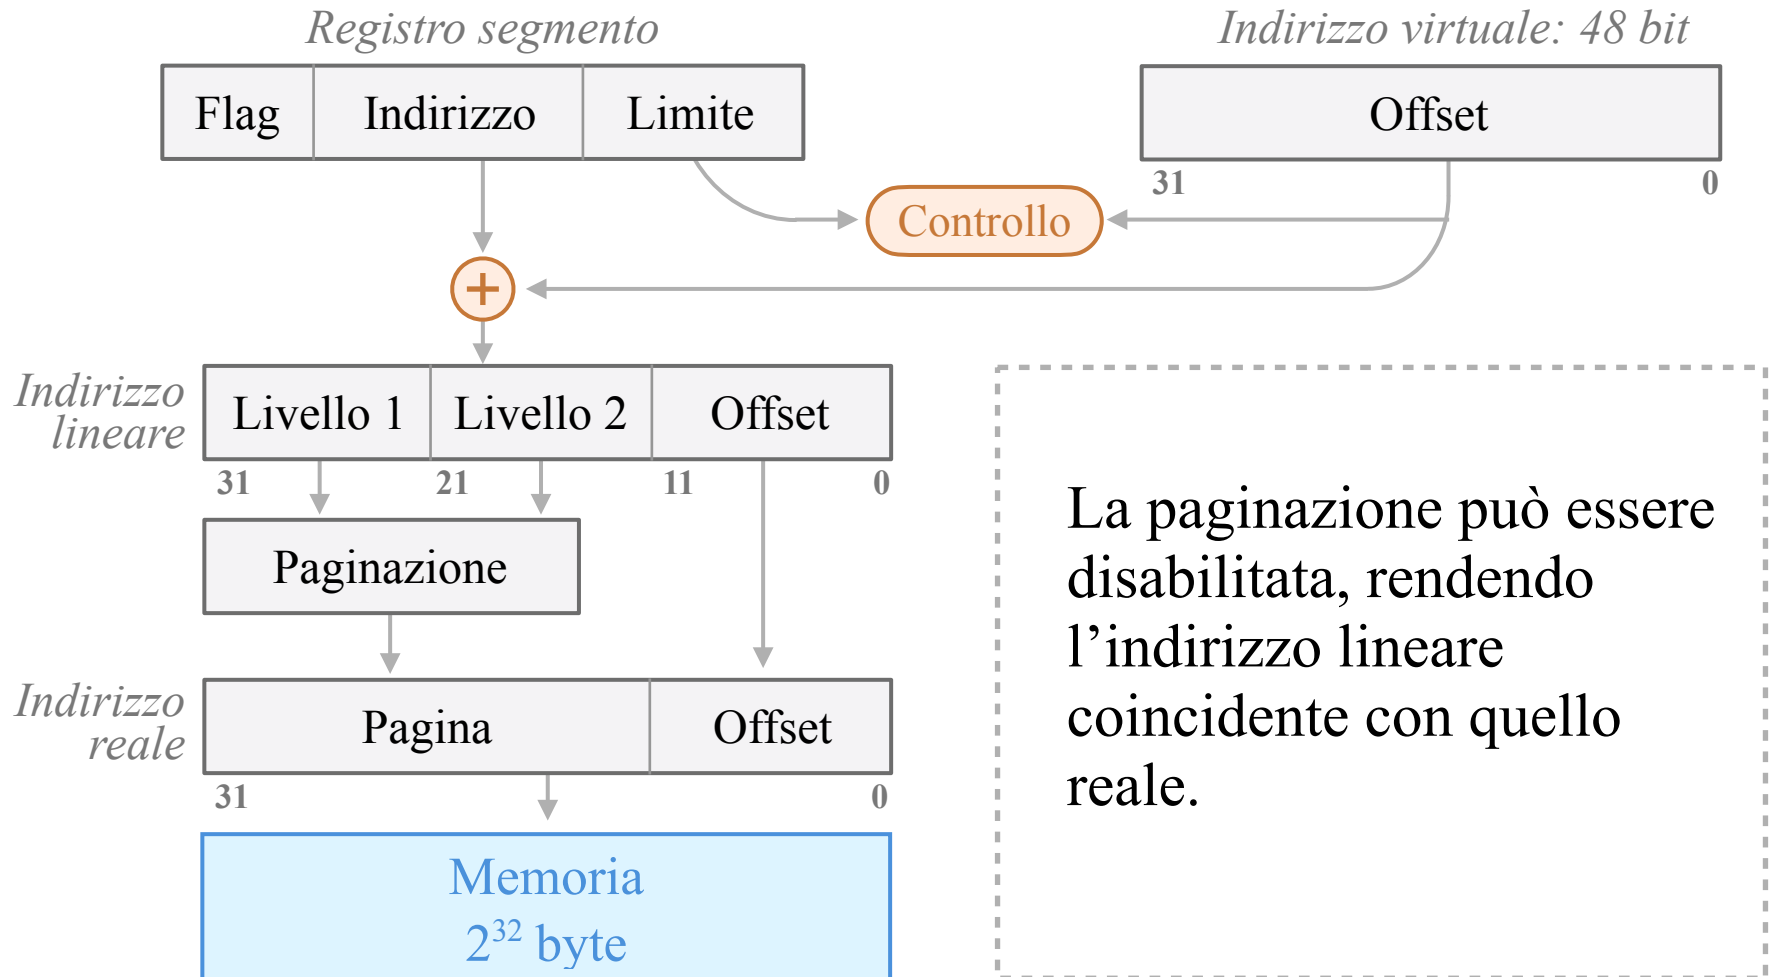 Registro segmento
Indirizzo virtuale: 48 bit
Flag Indirizzo Limite
Offset
31 0
Controllo
+
Indirizzo
lineare
Livello 1 Livello 2 Offset
31 21 11 0
Paginazione
Indirizzo
reale
Pagina Offset
31 0
Memoria
2³² byte
La paginazione può essere
disabilitata, rendendo
l’indirizzo lineare
coincidente con quello
reale.